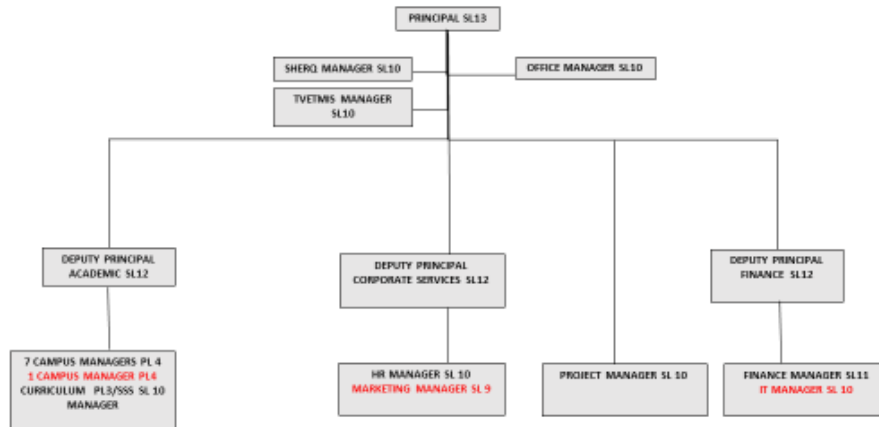 PRINCIPAL SL13
SHERQ MANAGER SL10
OFFICE MANAGER SL10
TVETMIS MANAGER
SL10
DEPUTY PRINCIPAL
ACADEMIC SL12
DEPUTY PRINCIPAL
CORPORATE SERVICES SL12
DEPUTY PRINCIPAL
FINANCE SL12
7 CAMPUS MANAGERS PL 4
1 CAMPUS MANAGER PL4
CURRICULUM PL3/SSS SL 10
MANAGER
HR MANAGER SL 10
MARKETING MANAGER SL 9
PROJECT MANAGER SL 10
FINANCE MANAGER SL11
IT MANAGER SL 10